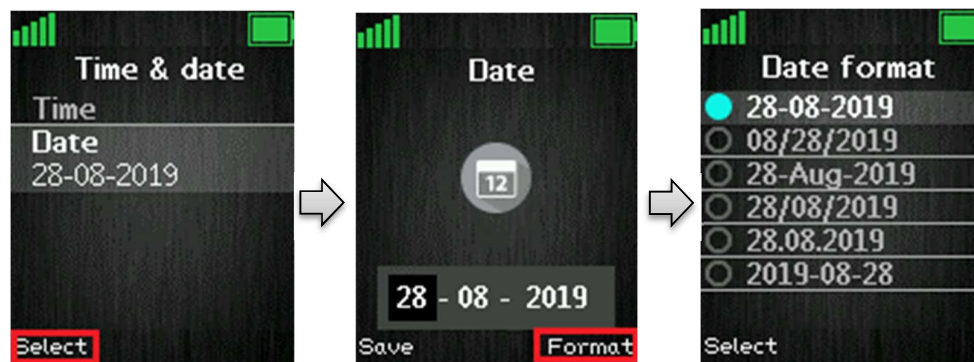 Time & date
Time
Date
28-08-2019
Select
Date
12
28 - 08 - 2019
Save Format
Date format
28-08-2019
08/28/2019
28-Aug-2019
28/08/2019
28.08.2019
2019-08-28
Select